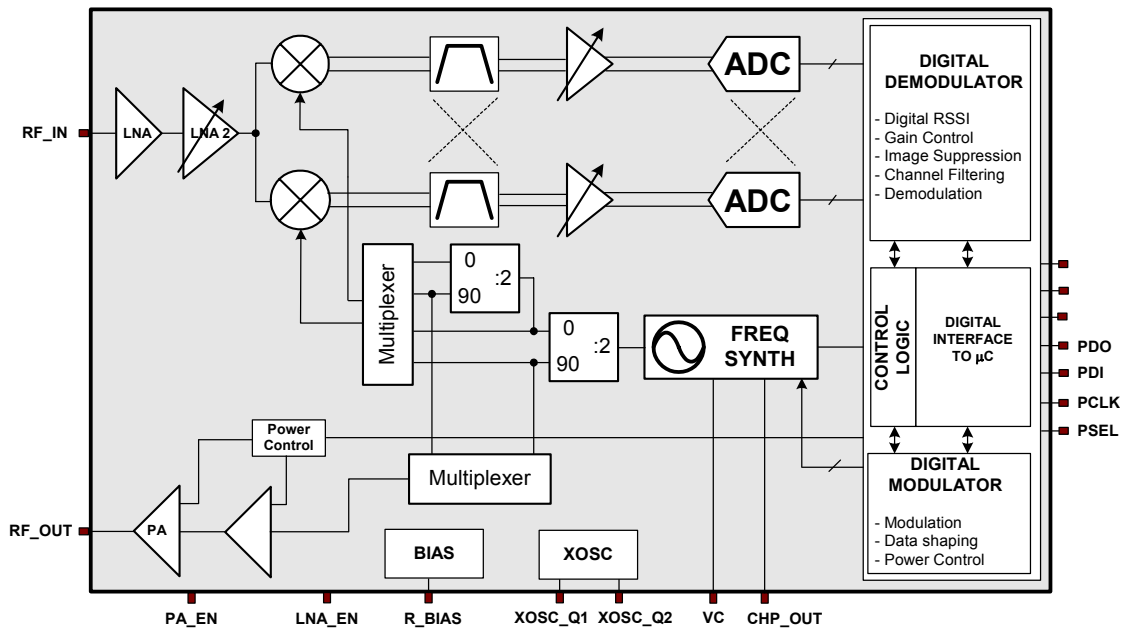 ADC
DIGITAL
DEMODULATOR
- Digital RSSI
- Gain Control
- Image Suppression
- Channel Filtering
- Demodulation
RF_IN
LNA
LNA 2
ADC
Multiplexer
0
:2
90
0
:2
90
FREQ
SYNTH
CONTROL
LOGIC
DIGITAL
INTERFACE
TO µC
PDO
PDI
PCLK
PSEL
Power
Control
Multiplexer
DIGITAL
MODULATOR
- Modulation
- Data shaping
- Power Control
RF_OUT
PA
BIAS
XOSC
PA_EN
LNA_EN
R_BIAS
XOSC_Q1
XOSC_Q2
VC
CHP_OUT